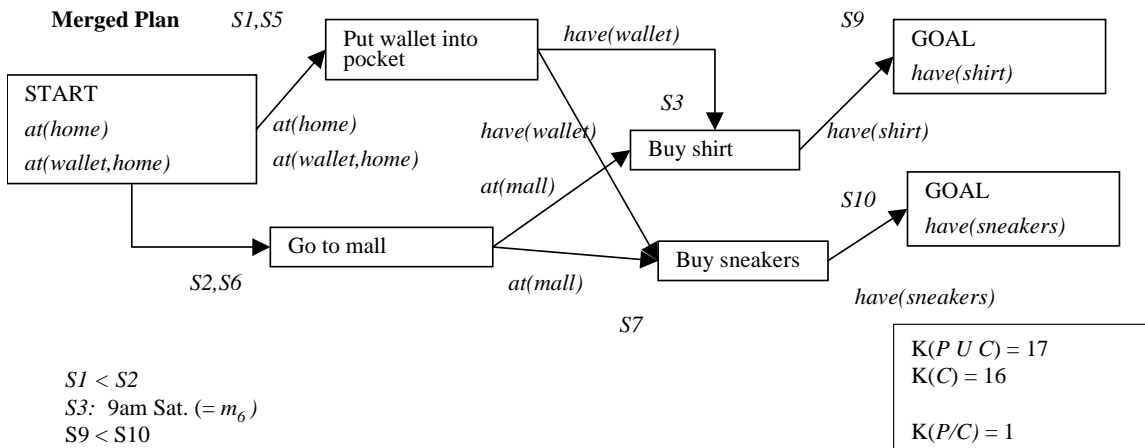 Merged Plan
S1,S5
Put wallet into
pocket
have(wallet)
S9
GOAL
have(shirt)
START
at(home)
at(wallet,home)
at(home)
at(wallet,home)
have(wallet)
S3
Buy shirt
have(shirt)
at(mall)
S10
GOAL
have(sneakers)
Go to mall
S2,S6
at(mall)
Buy sneakers
S7
have(sneakers)
S1 < S2
S3: 9am Sat. (= m6 )
S9 < S10
K(P U C) = 17
K(C) = 16
K(P/C) = 1